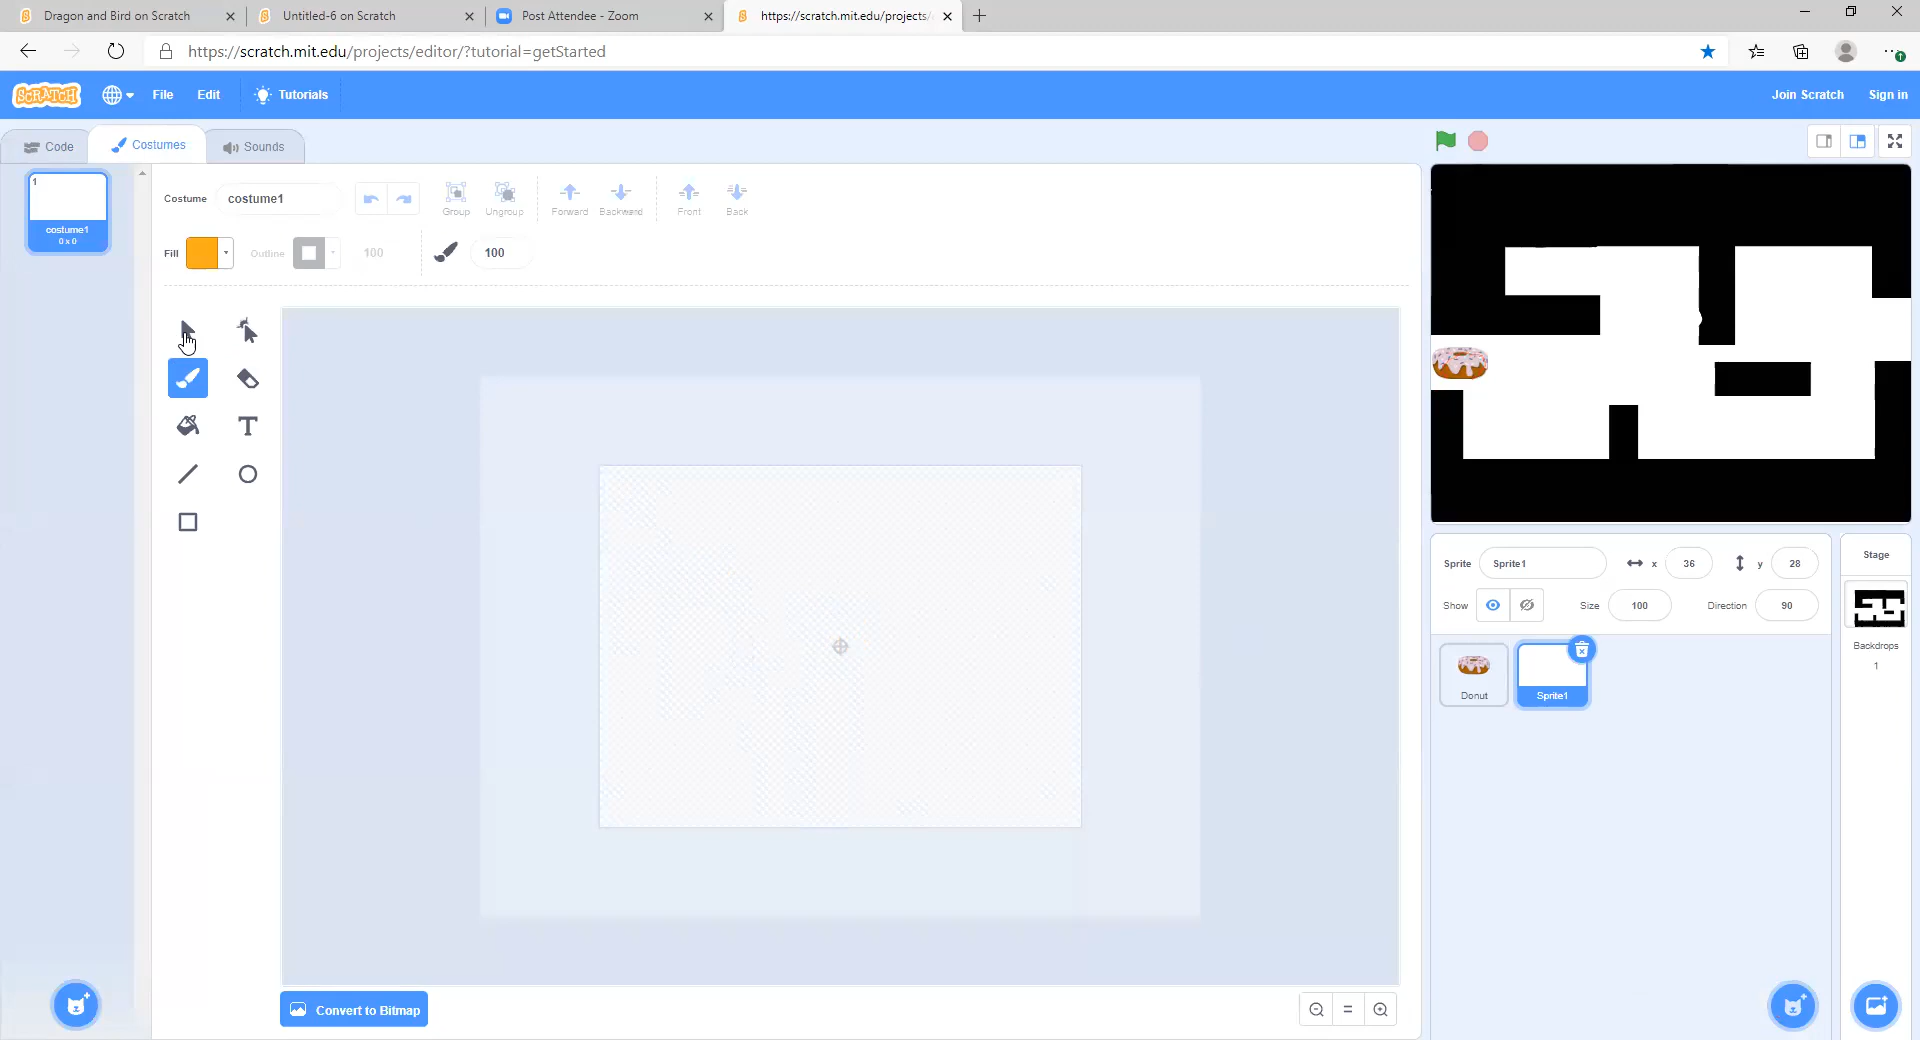 Dragon and Bird on Scratch
Untitled-6 on Scratch
Post Attendee - Zoom
https://scratch.mit.edu/projects/
https://scratch.mit.edu/projects/editor/?tutorial=getStarted
SCRATCH
File
Edit
Tutorials
Join Scratch
Sign in
Code
Costumes
Sounds
1
costume1
0 x 0
Costume
costume1
Group
Ungroup
Forward
Backward
Front
Back
Fill
Outline
100
100
T
Convert to Bitmap
Sprite
Sprite1
x
36
y
28
Show
Size
100
Direction
90
Donut
Sprite1
Stage
Backdrops
1